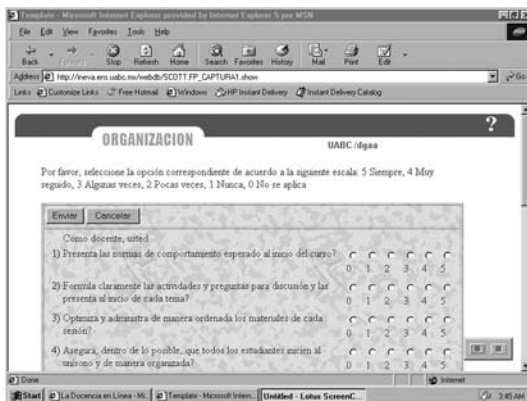 Template - Microsoft Internet Explorer provided by Internet Explorer 5 por MSN
File Edit View Favorites Tools Help
Back Forward Stop Refresh Home Search Favorites History Mail Print Edit
Address http://ineva.ens.uabc.mx/webdb/SCOTT.FP_CAPTURA1.show Go
Links Customize Links Free Hotmail Windows HP Instant Delivery Instant Delivery Catalog
?
ORGANIZACION
UABC /dgaa
Por favor, seleccione la opción correspondiente de acuerdo a la siguiente escala: 5 Siempre, 4 Muy
seguido, 3 Algunas veces, 2 Pocas veces, 1 Nunca, 0 No se aplica
Enviar Cancelar
Como docente, usted
1) Presenta las normas de comportamiento esperado al inicio del curso?
0 1 2 3 4 5
2) Formula claramente las actividades y preguntas para discusión y las
presenta al inicio de cada tema?
0 1 2 3 4 5
3) Optimiza y administra de manera ordenada los materiales de cada
sesión?
0 1 2 3 4 5
4) Asegura, dentro de lo posible, que todos los estudiantes inicien al
unisono y de manera organizada?
0 1 2 3 4 5
Done Internet
Start La Docencia en Línea - Mi... Template - Microsoft Intern... Untitled - Lotus ScreenC... 3:45 AM